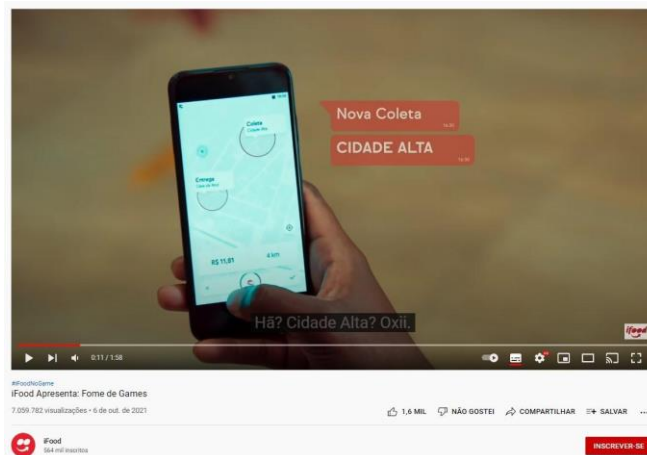 Coleta
Cidade Alta
Nova Coleta
CIDADE ALTA
Entrega
R$ 11,81
4 km
Hã? Cidade Alta? Oxii.
ifood
0:11 / 1:58
#iFoodNoGame
iFood Apresenta: Fome de Games
7.059.782 visualizações • 6 de out. de 2021
1,6 MIL
NÃO GOSTEI
COMPARTILHAR
SALVAR
...
iFood
564 mil inscritos
INSCREVER-SE